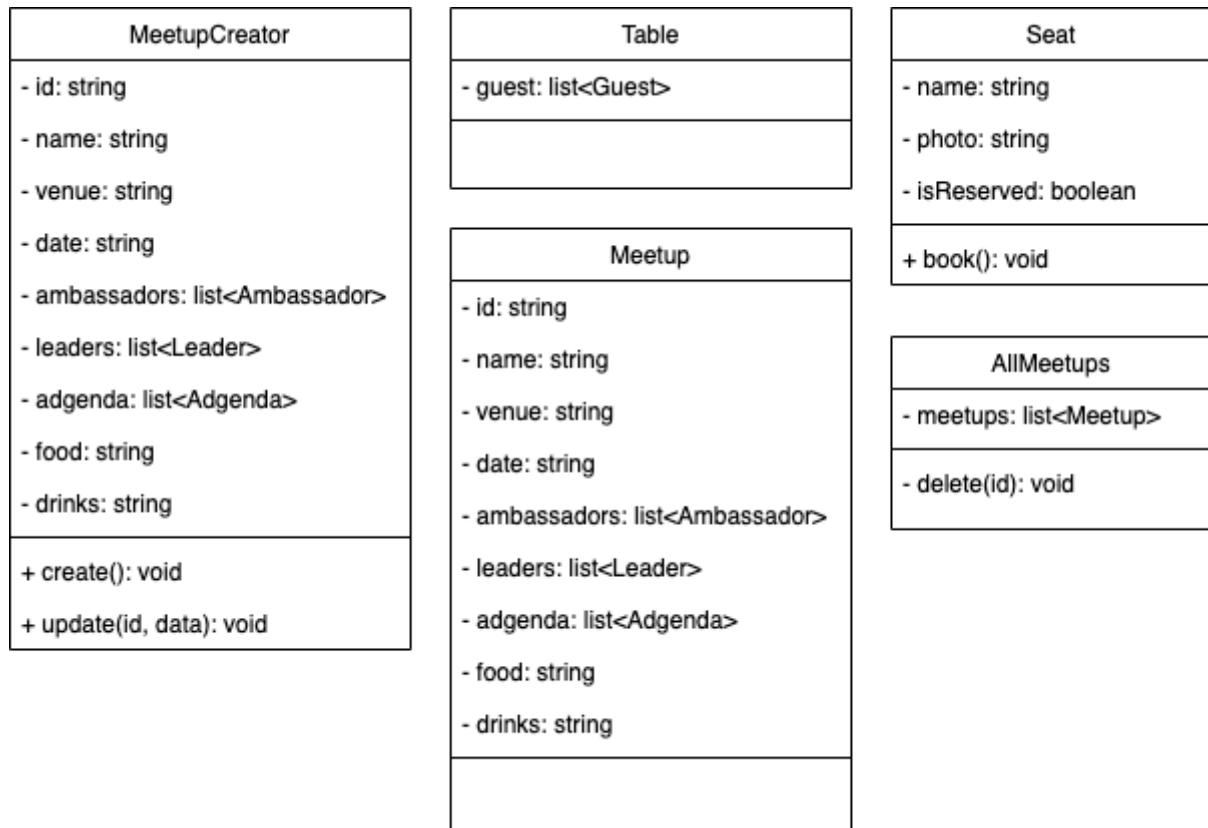 MeetupCreator
- id: string
- name: string
- venue: string
- date: string
- ambassadors: list<Ambassador>
- leaders: list<Leader>
- adgenda: list<Adgenda>
- food: string
- drinks: string
+ create(): void
+ update(id, data): void
Table
- guest: list<Guest>
Meetup
- id: string
- name: string
- venue: string
- date: string
- ambassadors: list<Ambassador>
- leaders: list<Leader>
- adgenda: list<Adgenda>
- food: string
- drinks: string
Seat
- name: string
- photo: string
- isReserved: boolean
+ book(): void
AllMeetups
- meetups: list<Meetup>
- delete(id): void